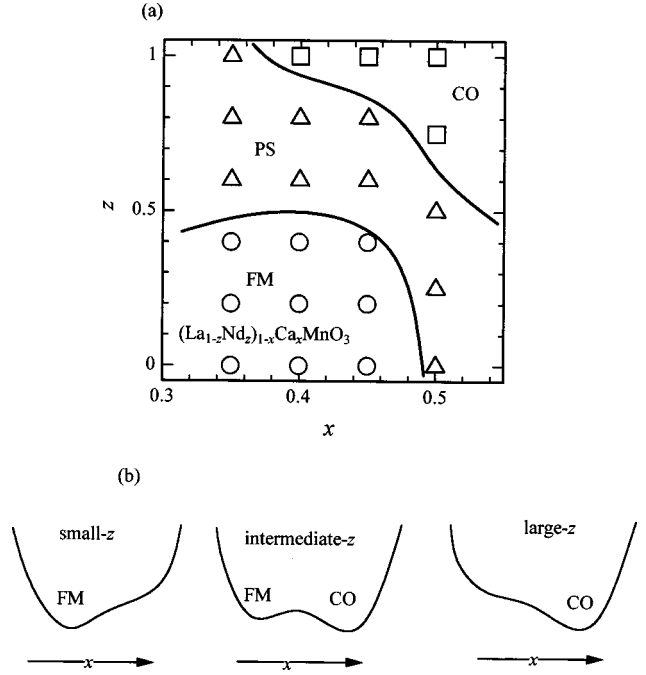 (a)
1
CO
PS
z
0.5
FM
(La1-zNdz)1-xCaxMnO3
0
0.3
0.4
0.5
x
(b)
small-z
intermediate-z
large-z
FM
FM
CO
CO
x
x
x